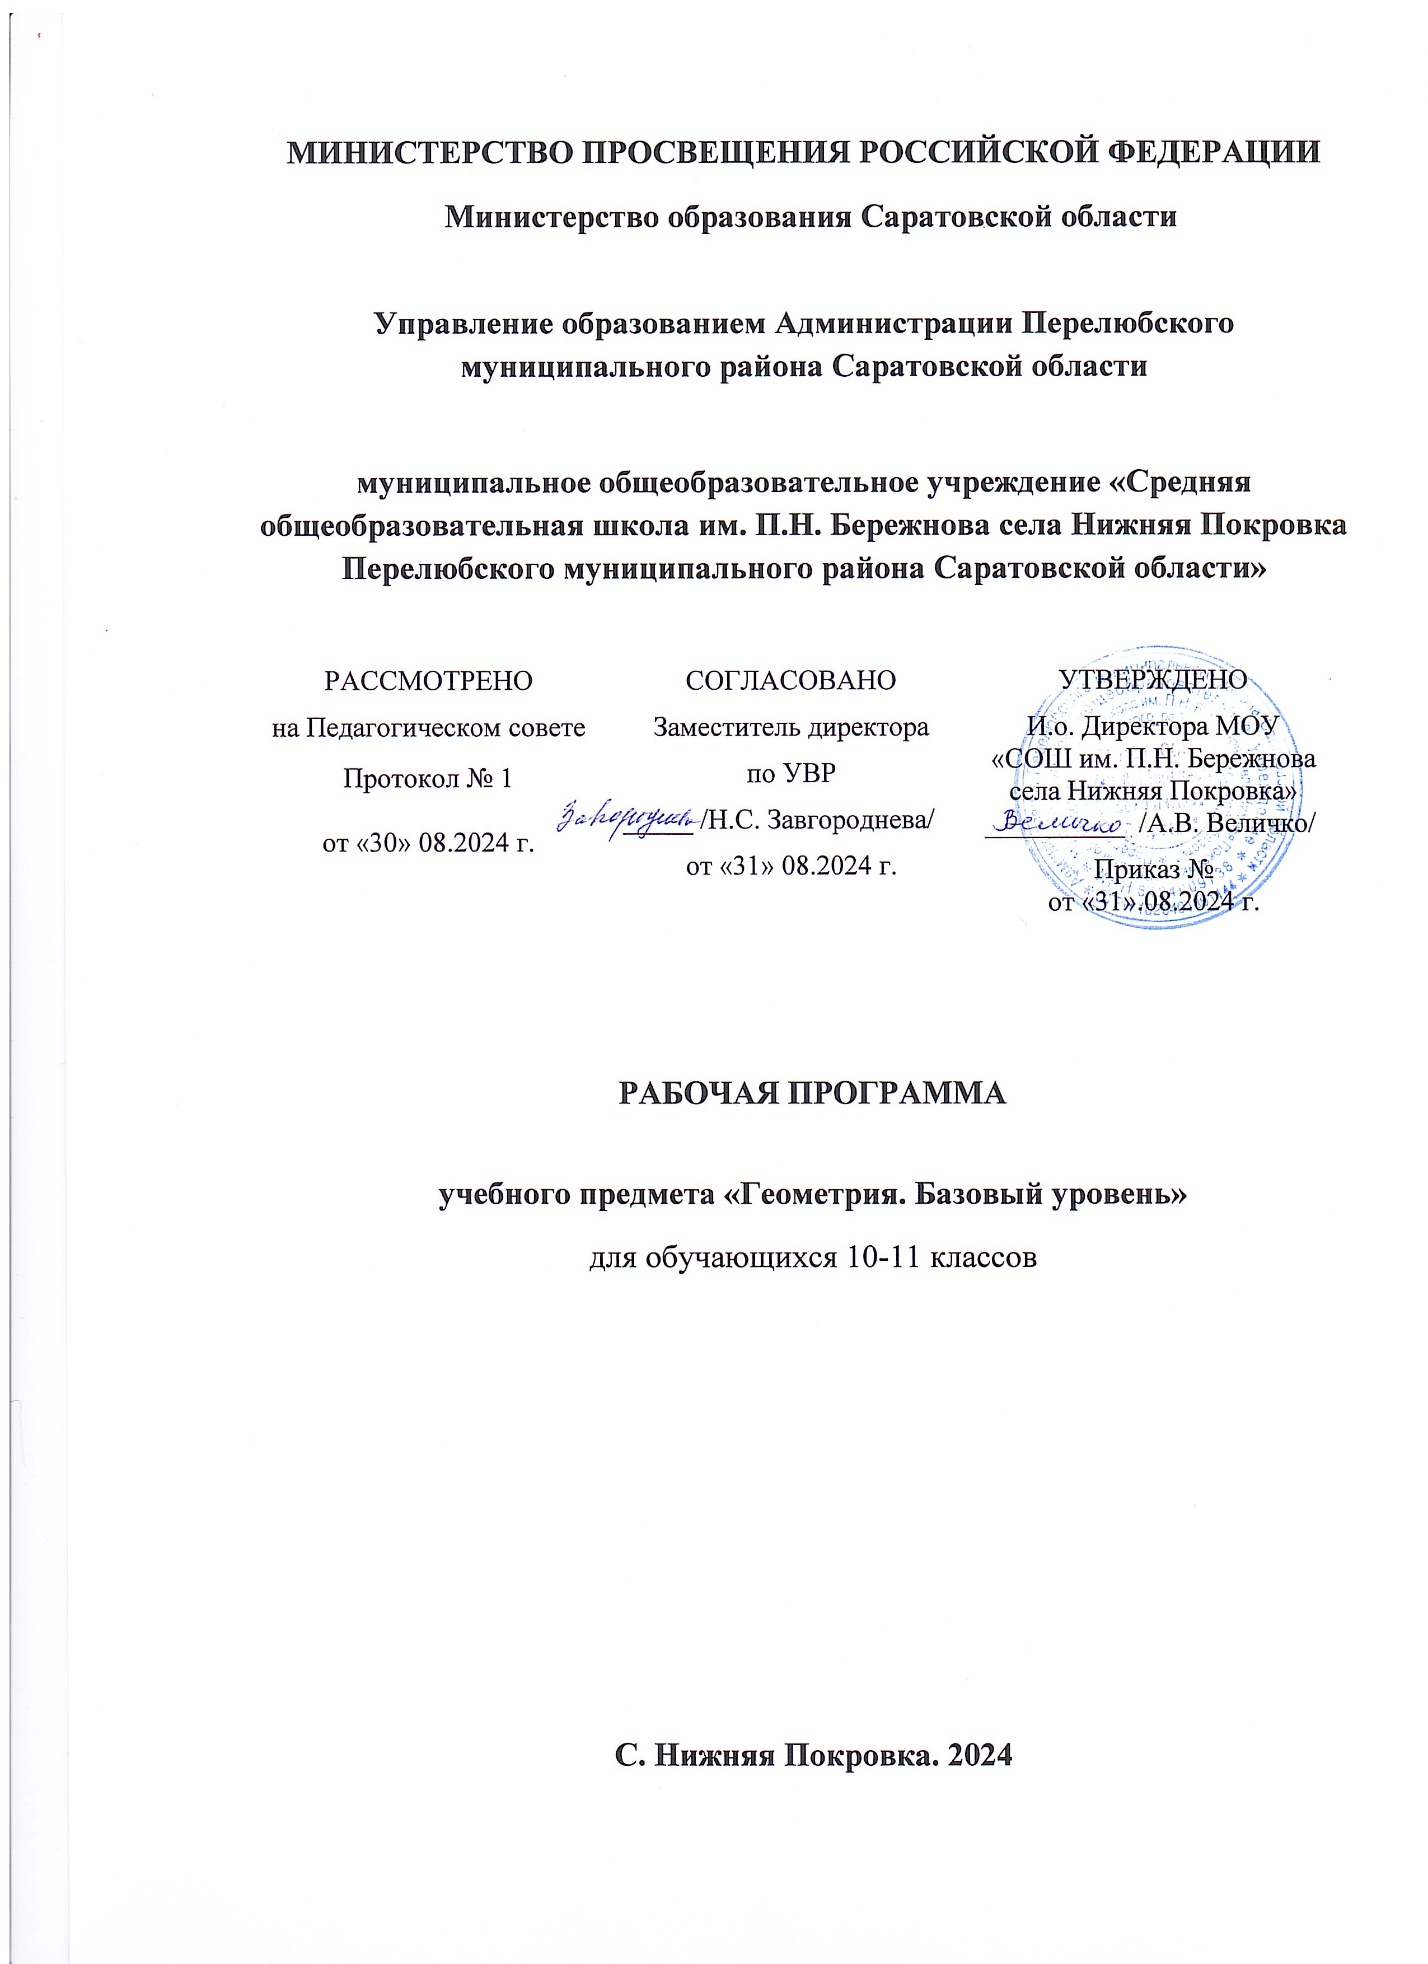 МИНИСТЕРСТВО ПРОСВЕЩЕНИЯ РОССИЙСКОЙ ФЕДЕРАЦИИ
Министерство образования Саратовской области
Управление образованием Администрации Перелюбского
муниципального района Саратовской области
муниципальное общеобразовательное учреждение «Средняя
общеобразовательная школа им. П.Н. Бережнова села Нижняя Покровка
Перелюбского муниципального района Саратовской области»
РАССМОТРЕНО
на Педагогическом совете
Протокол № 1
от «30» 08.2024 г.
СОГЛАСОВАНО
Заместитель директора
по УВР
/Н.С. Завгороднева/
от «31» 08.2024 г.
УТВЕРЖДЕНО
И.о. Директора МОУ
«СОШ им. П.Н. Бережнова
села Нижняя Покровка»
Величко /А.В. Величко/
Приказ №
от «31».08.2024 г.
РАБОЧАЯ ПРОГРАММА
учебного предмета «Геометрия. Базовый уровень»
для обучающихся 10-11 классов
С. Нижняя Покровка. 2024